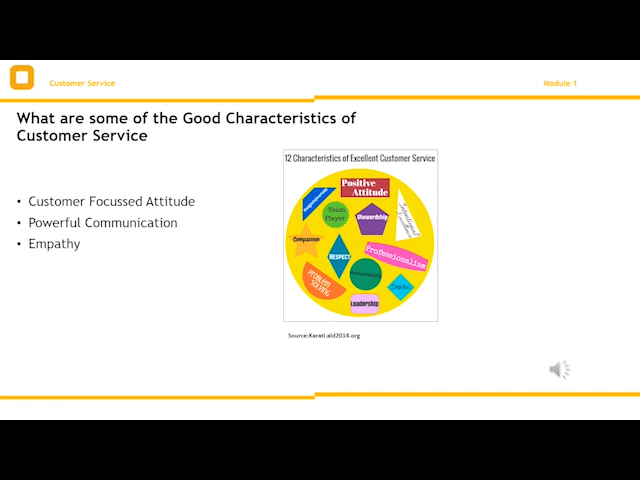 Customer Service
Module 1
What are some of the Good Characteristics of
Customer Service
• Customer Focussed Attitude
• Powerful Communication
• Empathy
12 Characteristics of Excellent Customer Service
Positive
Attitude
Team
Player
Stewardship
Compassion
RESPECT
Professionalism
PROBLEM
SOLVING
Leadership
Source:Karati.ald2014.org